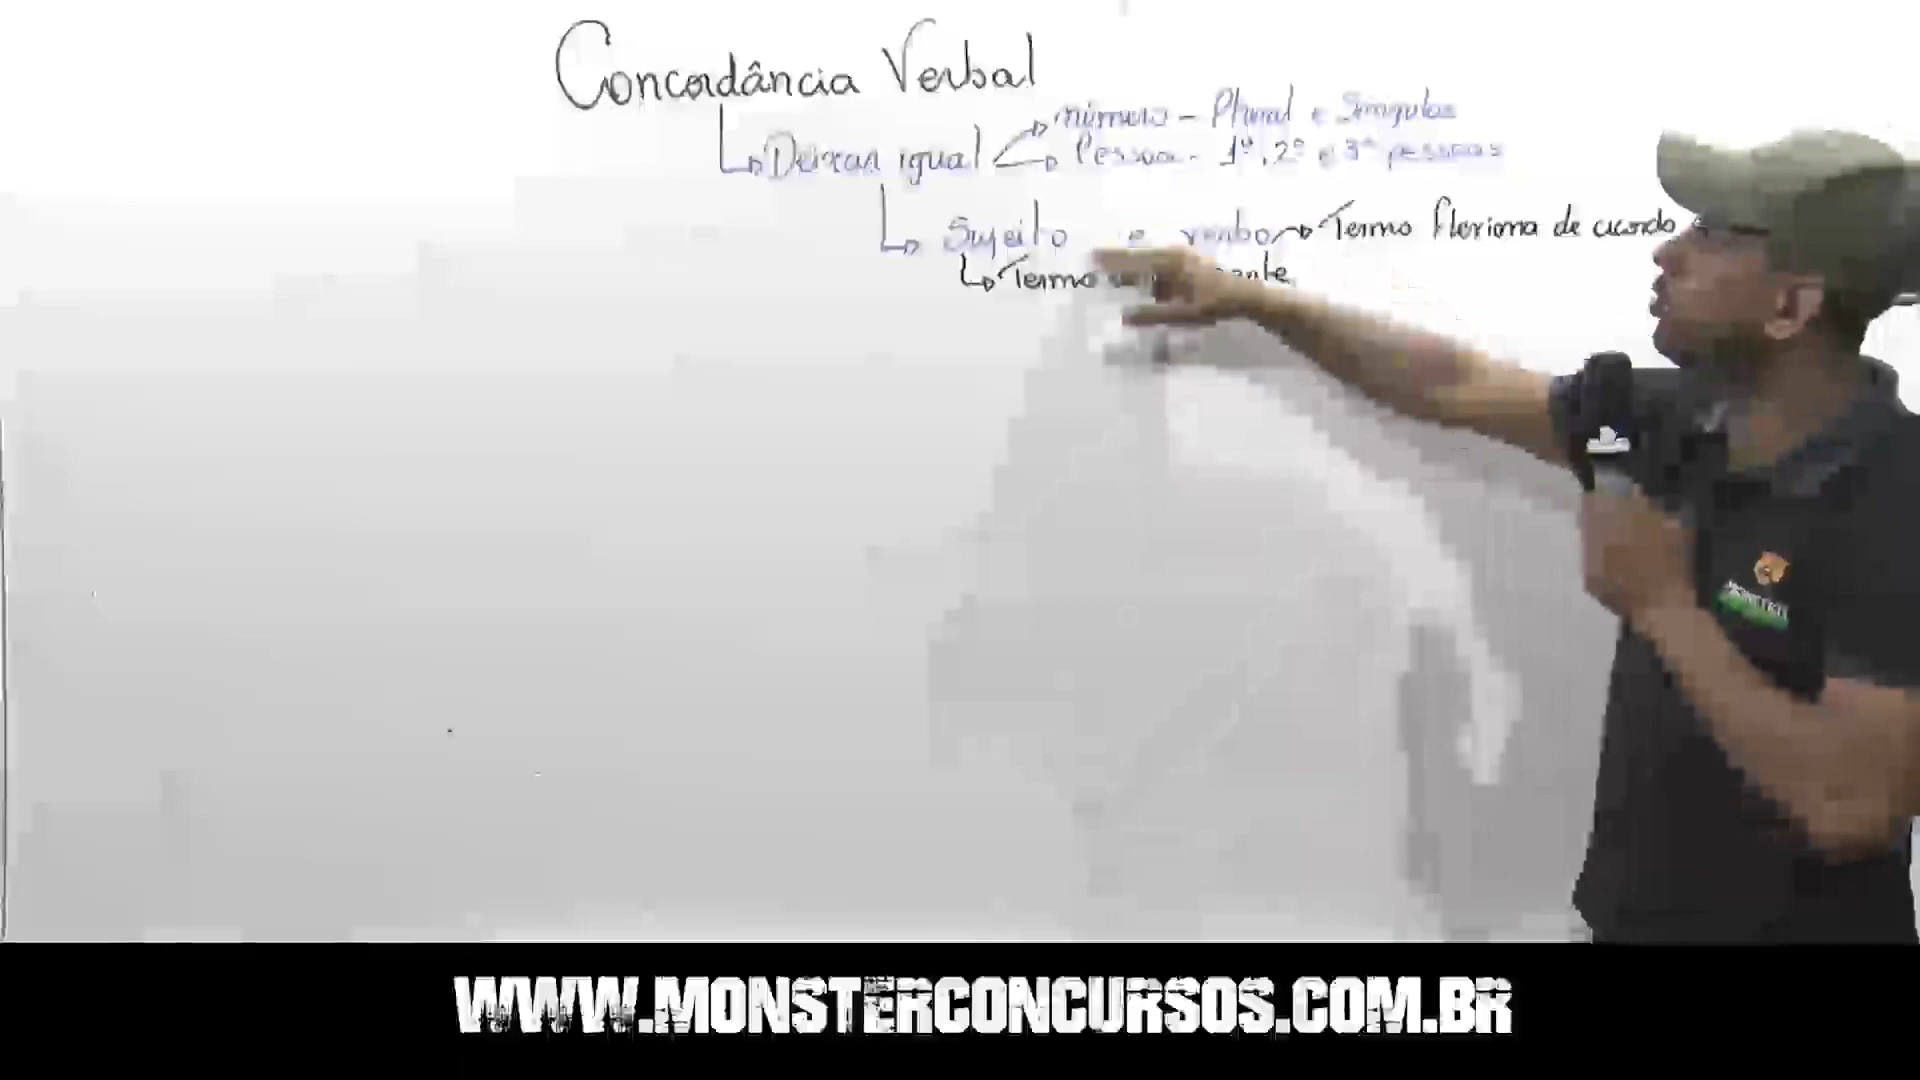 Concordância Verbal
número - Plural e Singular
Deixar igual
Pessoa - 1ª, 2ª e 3ª pessoas
Sujeito e verbo Termo flexiona de acordo
Termo
WWW.MONSTERCONCURSOS.COM.BR